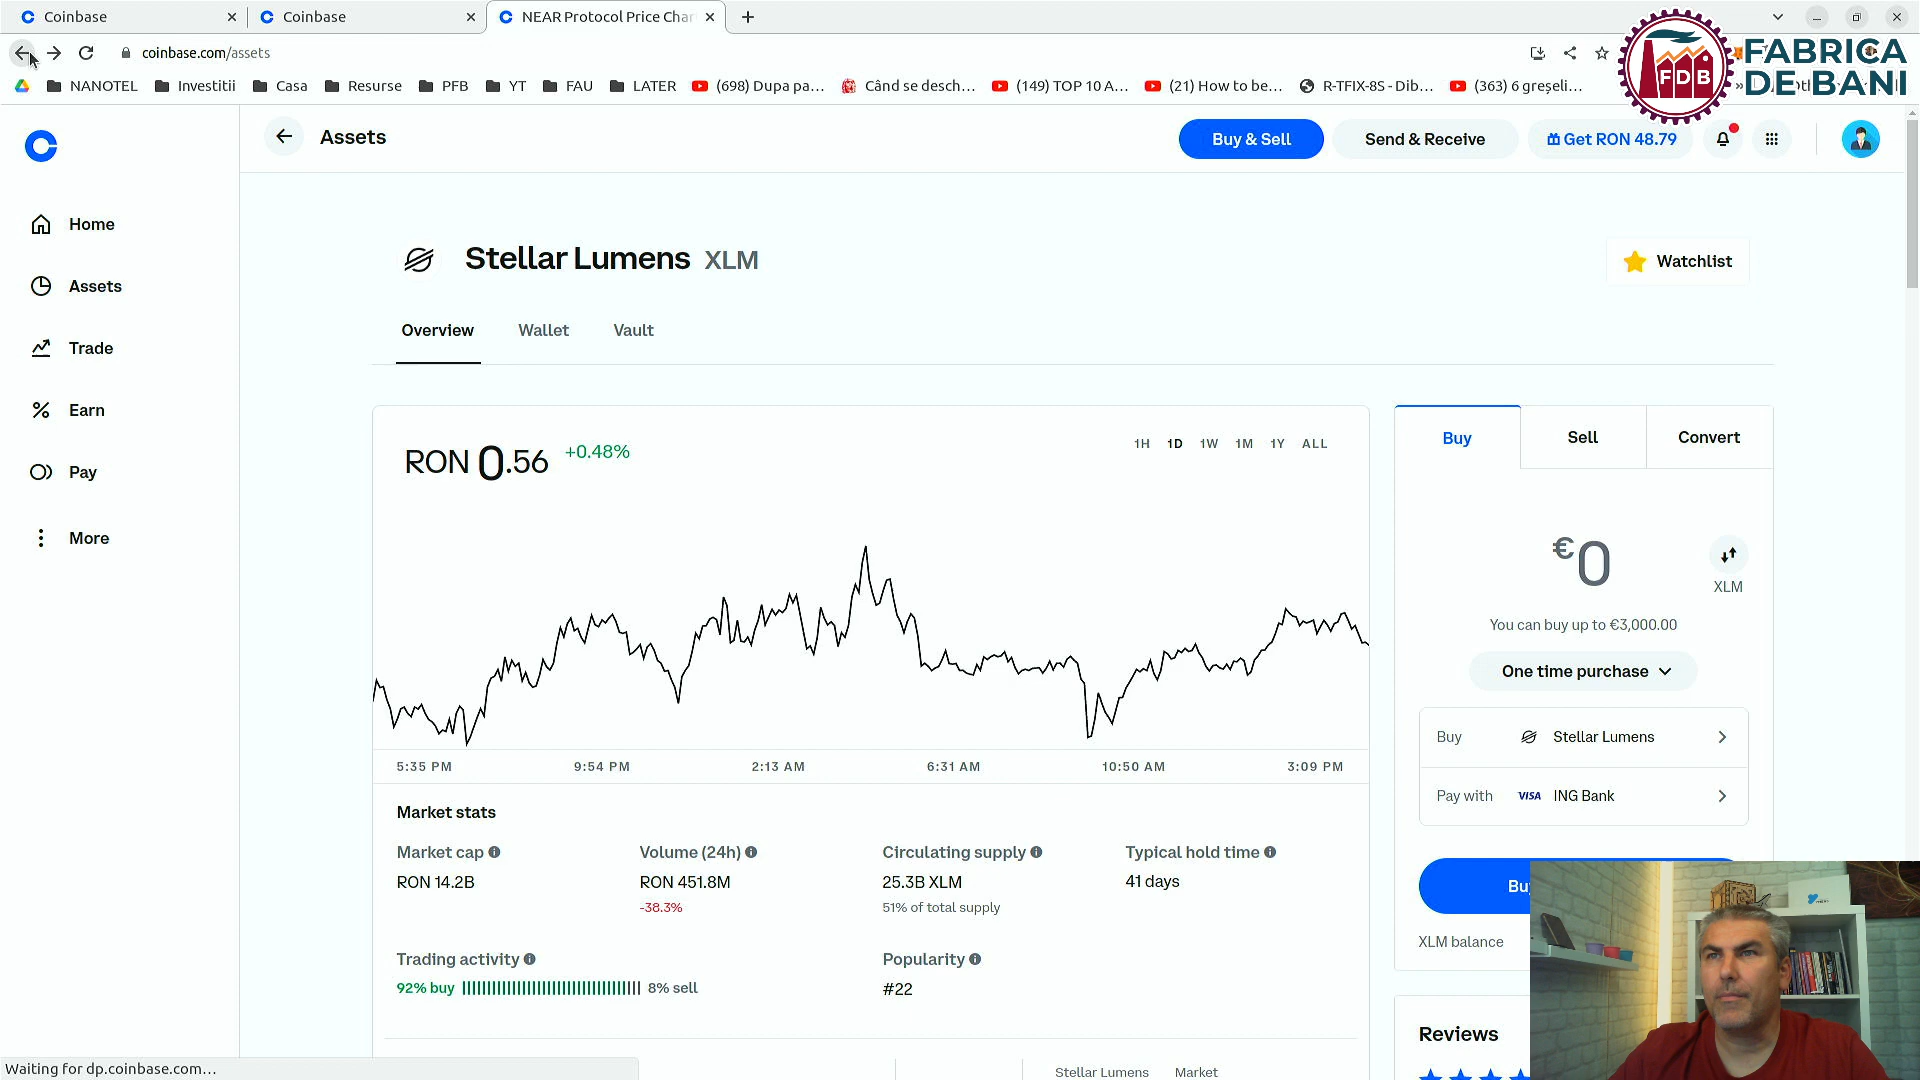 Coinbase
Coinbase
NEAR Protocol Price Char
coinbase.com/assets
NANOTEL
Investitii
Casa
Resurse
PFB
YT
FAU
LATER
(698) Dupa pa...
Când se desch...
(149) TOP 10 A...
(21) How to be...
R-TFIX-8S - Dib...
(363) 6 greșeli...
FDB
FABRICA
DE BANI
Assets
Buy & Sell
Send & Receive
Get RON 48.79
Home
Assets
Trade
Earn
Pay
More
Stellar Lumens XLM
Watchlist
Overview Wallet Vault
RON 0.56 +0.48%
1H 1D 1W 1M 1Y ALL
5:35 PM 9:54 PM 2:13 AM 6:31 AM 10:50 AM 3:09 PM
Market stats
Market cap
RON 14.2B
Volume (24h)
RON 451.8M
-38.3%
Circulating supply
25.3B XLM
51% of total supply
Typical hold time
41 days
Trading activity
92% buy 8% sell
Popularity
#22
Stellar Lumens Market
Buy Sell Convert
€0
XLM
You can buy up to €3,000.00
One time purchase
Buy Stellar Lumens
Pay with VISA ING Bank
XLM balance
Reviews
Waiting for dp.coinbase.com...